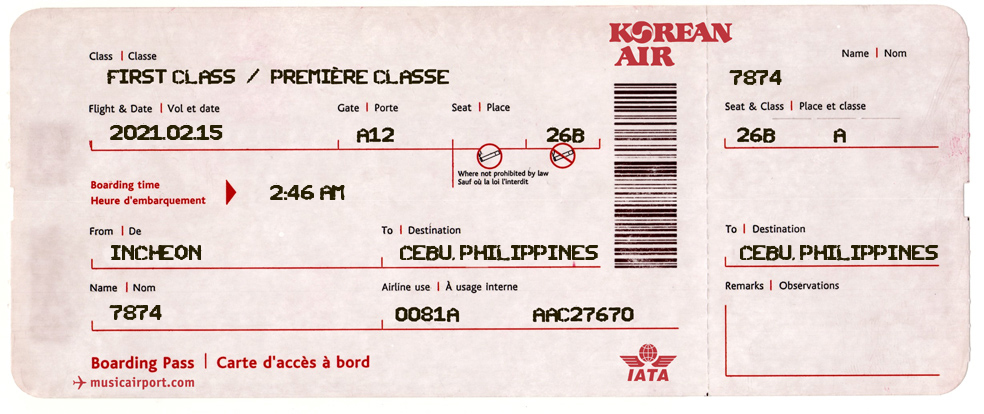 KOREAN
AIR
Class | Classe
FIRST CLASS / PREMIÈRE CLASSE
Name | Nom
7874
Flight & Date | Vol et date
Gate | Porte
Seat | Place
Seat & Class | Place et classe
2021.02.15
A12
26B
26B A
Where not prohibited by law
Sauf où la loi l'interdit
Boarding time
Heure d'embarquement
2:46 AM
From | De
To | Destination
To | Destination
INCHEON
CEBU, PHILIPPINES
CEBU, PHILIPPINES
Name | Nom
Airline use | À usage interne
Remarks | Observations
7874
0081A AAC27670
Boarding Pass | Carte d'accès à bord
musicairport.com
IATA